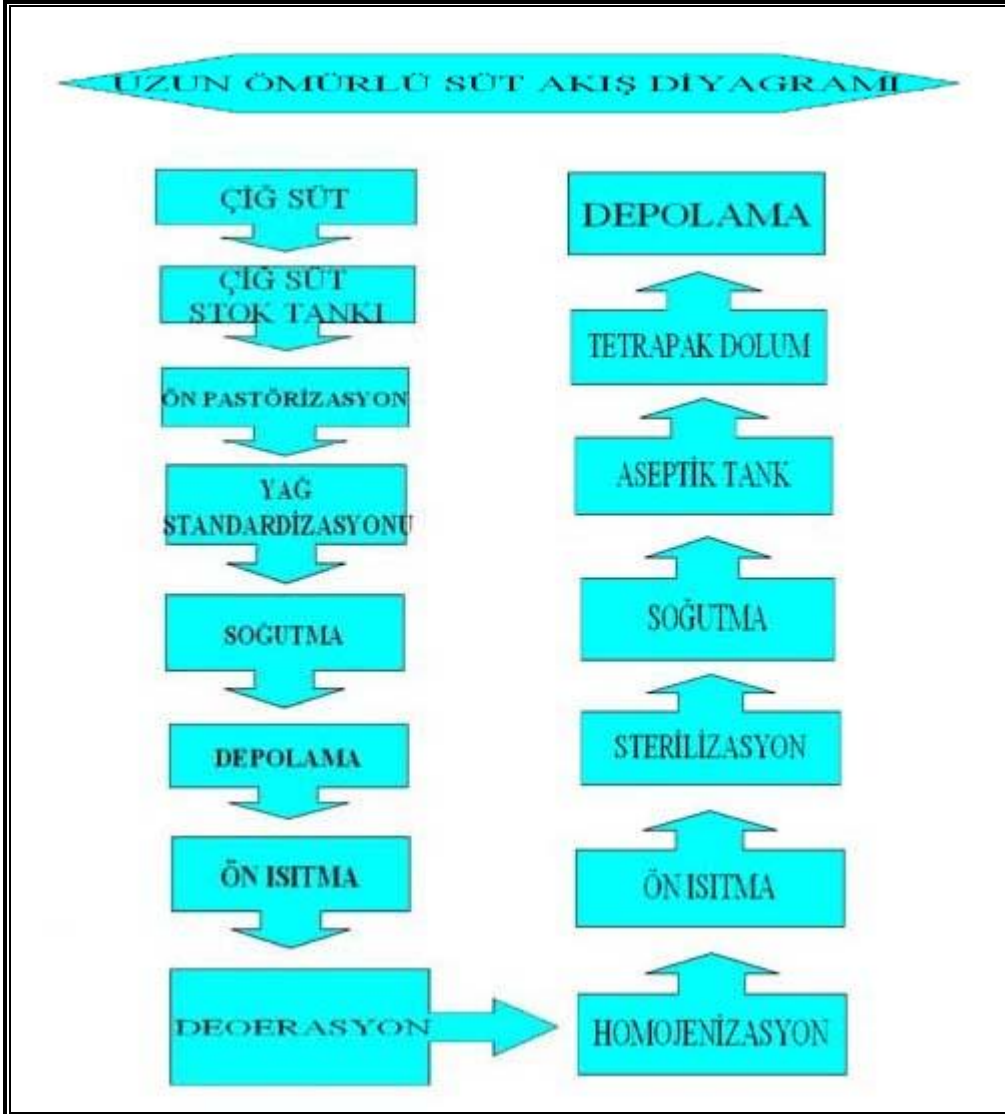 UZUN ÖMÜRLÜ SÜT AKIŞ DİYAGRAMI
ÇİĞ SÜT
ÇİĞ SÜT
STOK TANKI
ÖN PASTÖRİZASYON
YAĞ
STANDARDİZASYONU
SOĞUTMA
DEPOLAMA
ÖN ISITMA
DEOERASYON
HOMOJENİZASYON
ÖN ISITMA
STERİLİZASYON
SOĞUTMA
ASEPTİK TANK
TETRAPAK DOLUM
DEPOLAMA